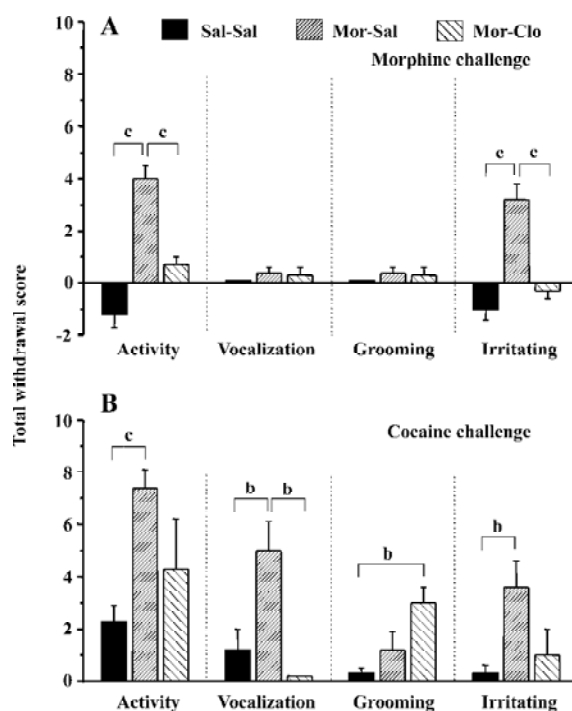 A
Sal-Sal Mor-Sal Mor-Clo
Morphine challenge
10
8
6
4
2
0
-2
c c
c c
Activity Vocalization Grooming Irritating
Total withdrawal score
B
Cocaine challenge
10
8
6
4
2
0
c
b b
b
b
Activity Vocalization Grooming Irritating